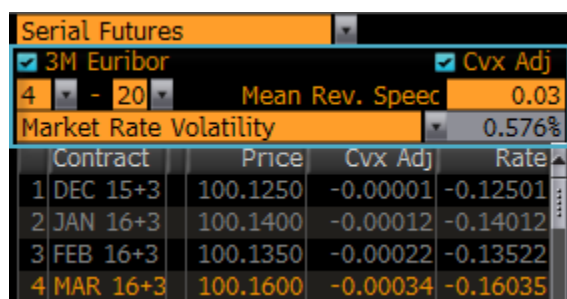 Serial Futures
3M Euribor Cvx Adj
4 - 20 Mean Rev. Speed 0.03
Market Rate Volatility 0.576%
Contract Price Cvx Adj Rate
1 DEC 15+3 100.1250 -0.00001 -0.12501
2 JAN 16+3 100.1400 -0.00012 -0.14012
3 FEB 16+3 100.1350 -0.00022 -0.13522
4 MAR 16+3 100.1600 -0.00034 -0.16035